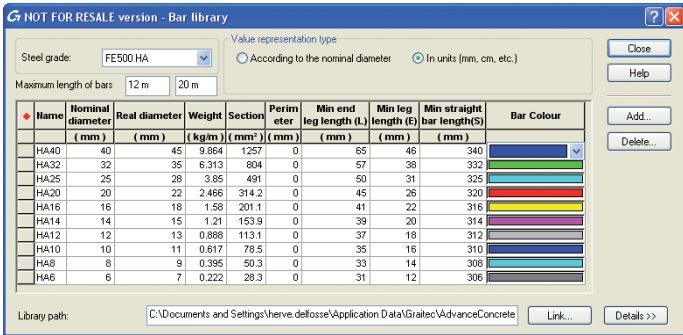 G NOT FOR RESALE version - Bar library
Value representation type
Steel grade: FE500 HA
According to the nominal diameter In units (mm, cm, etc.)
Maximum length of bars 12 m 20 m
Close
Help
Add...
Delete...
Name Nominal diameter Real diameter Weight Section Perim eter Min end leg length (L) Min leg length (E) Min straight bar length(S) Bar Colour
( mm ) ( mm ) ( kg/m ) ( mm² ) ( mm ) ( mm ) ( mm ) ( mm )
HA40 40 45 9.864 1257 0 65 46 340
HA32 32 35 6.313 804 0 57 38 332
HA25 25 28 3.85 491 0 50 31 325
HA20 20 22 2.466 314.2 0 45 26 320
HA16 16 18 1.58 201.1 0 41 22 316
HA14 14 15 1.21 153.9 0 39 20 314
HA12 12 13 0.888 113.1 0 37 18 312
HA10 10 11 0.617 78.5 0 35 16 310
HA8 8 9 0.395 50.3 0 33 14 308
HA6 6 7 0.222 28.3 0 31 12 306
Library path: C:\Documents and Settings\herve.delfosse\Application Data\Graitec\AdvanceConcrete Link... Details >>